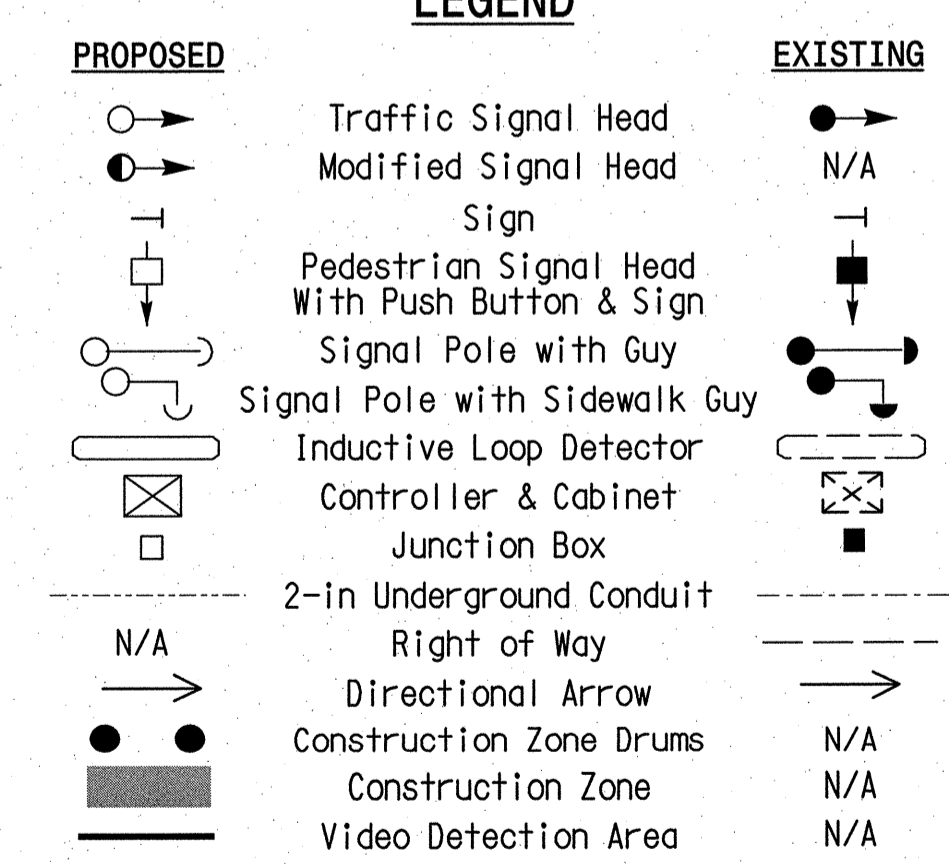 LEGEND
PROPOSED EXISTING
Traffic Signal Head
Modified Signal Head N/A
Sign
Pedestrian Signal Head
With Push Button & Sign
Signal Pole with Guy
Signal Pole with Sidewalk Guy
Inductive Loop Detector
Controller & Cabinet
Junction Box
2-in Underground Conduit
N/A Right of Way
Directional Arrow
Construction Zone Drums N/A
Construction Zone N/A
Video Detection Area N/A